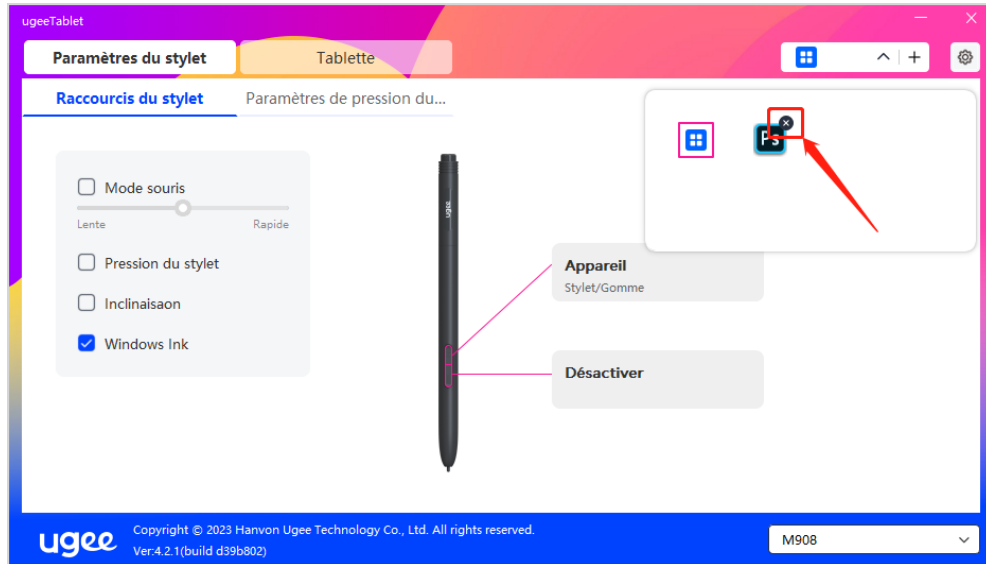 ugeeTablet
Paramètres du stylet
Tablette
Raccourcis du stylet
Paramètres de pression du...
Ps
Mode souris
Lente
Rapide
Pression du stylet
Inclinaisaon
Windows Ink
ugee
Appareil
Stylet/Gomme
Désactiver
ugee
Copyright © 2023 Hanvon Ugee Technology Co., Ltd. All rights reserved.
Ver:4.2.1(build d39b802)
M908